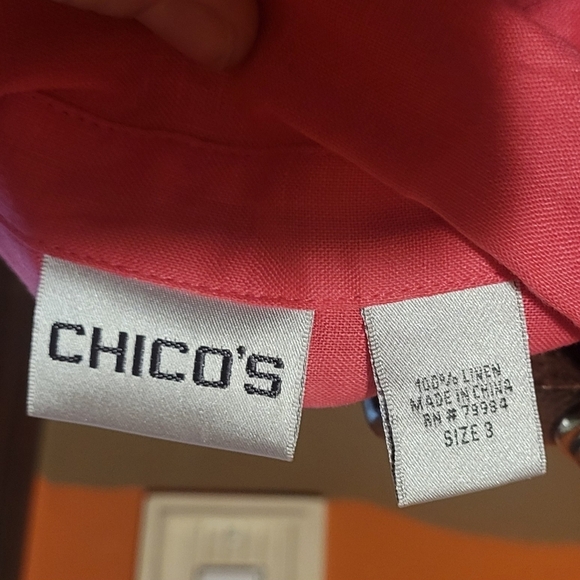 CHICO'S
100% LINEN
MADE IN CHINA
RN # 79984
SIZE 3